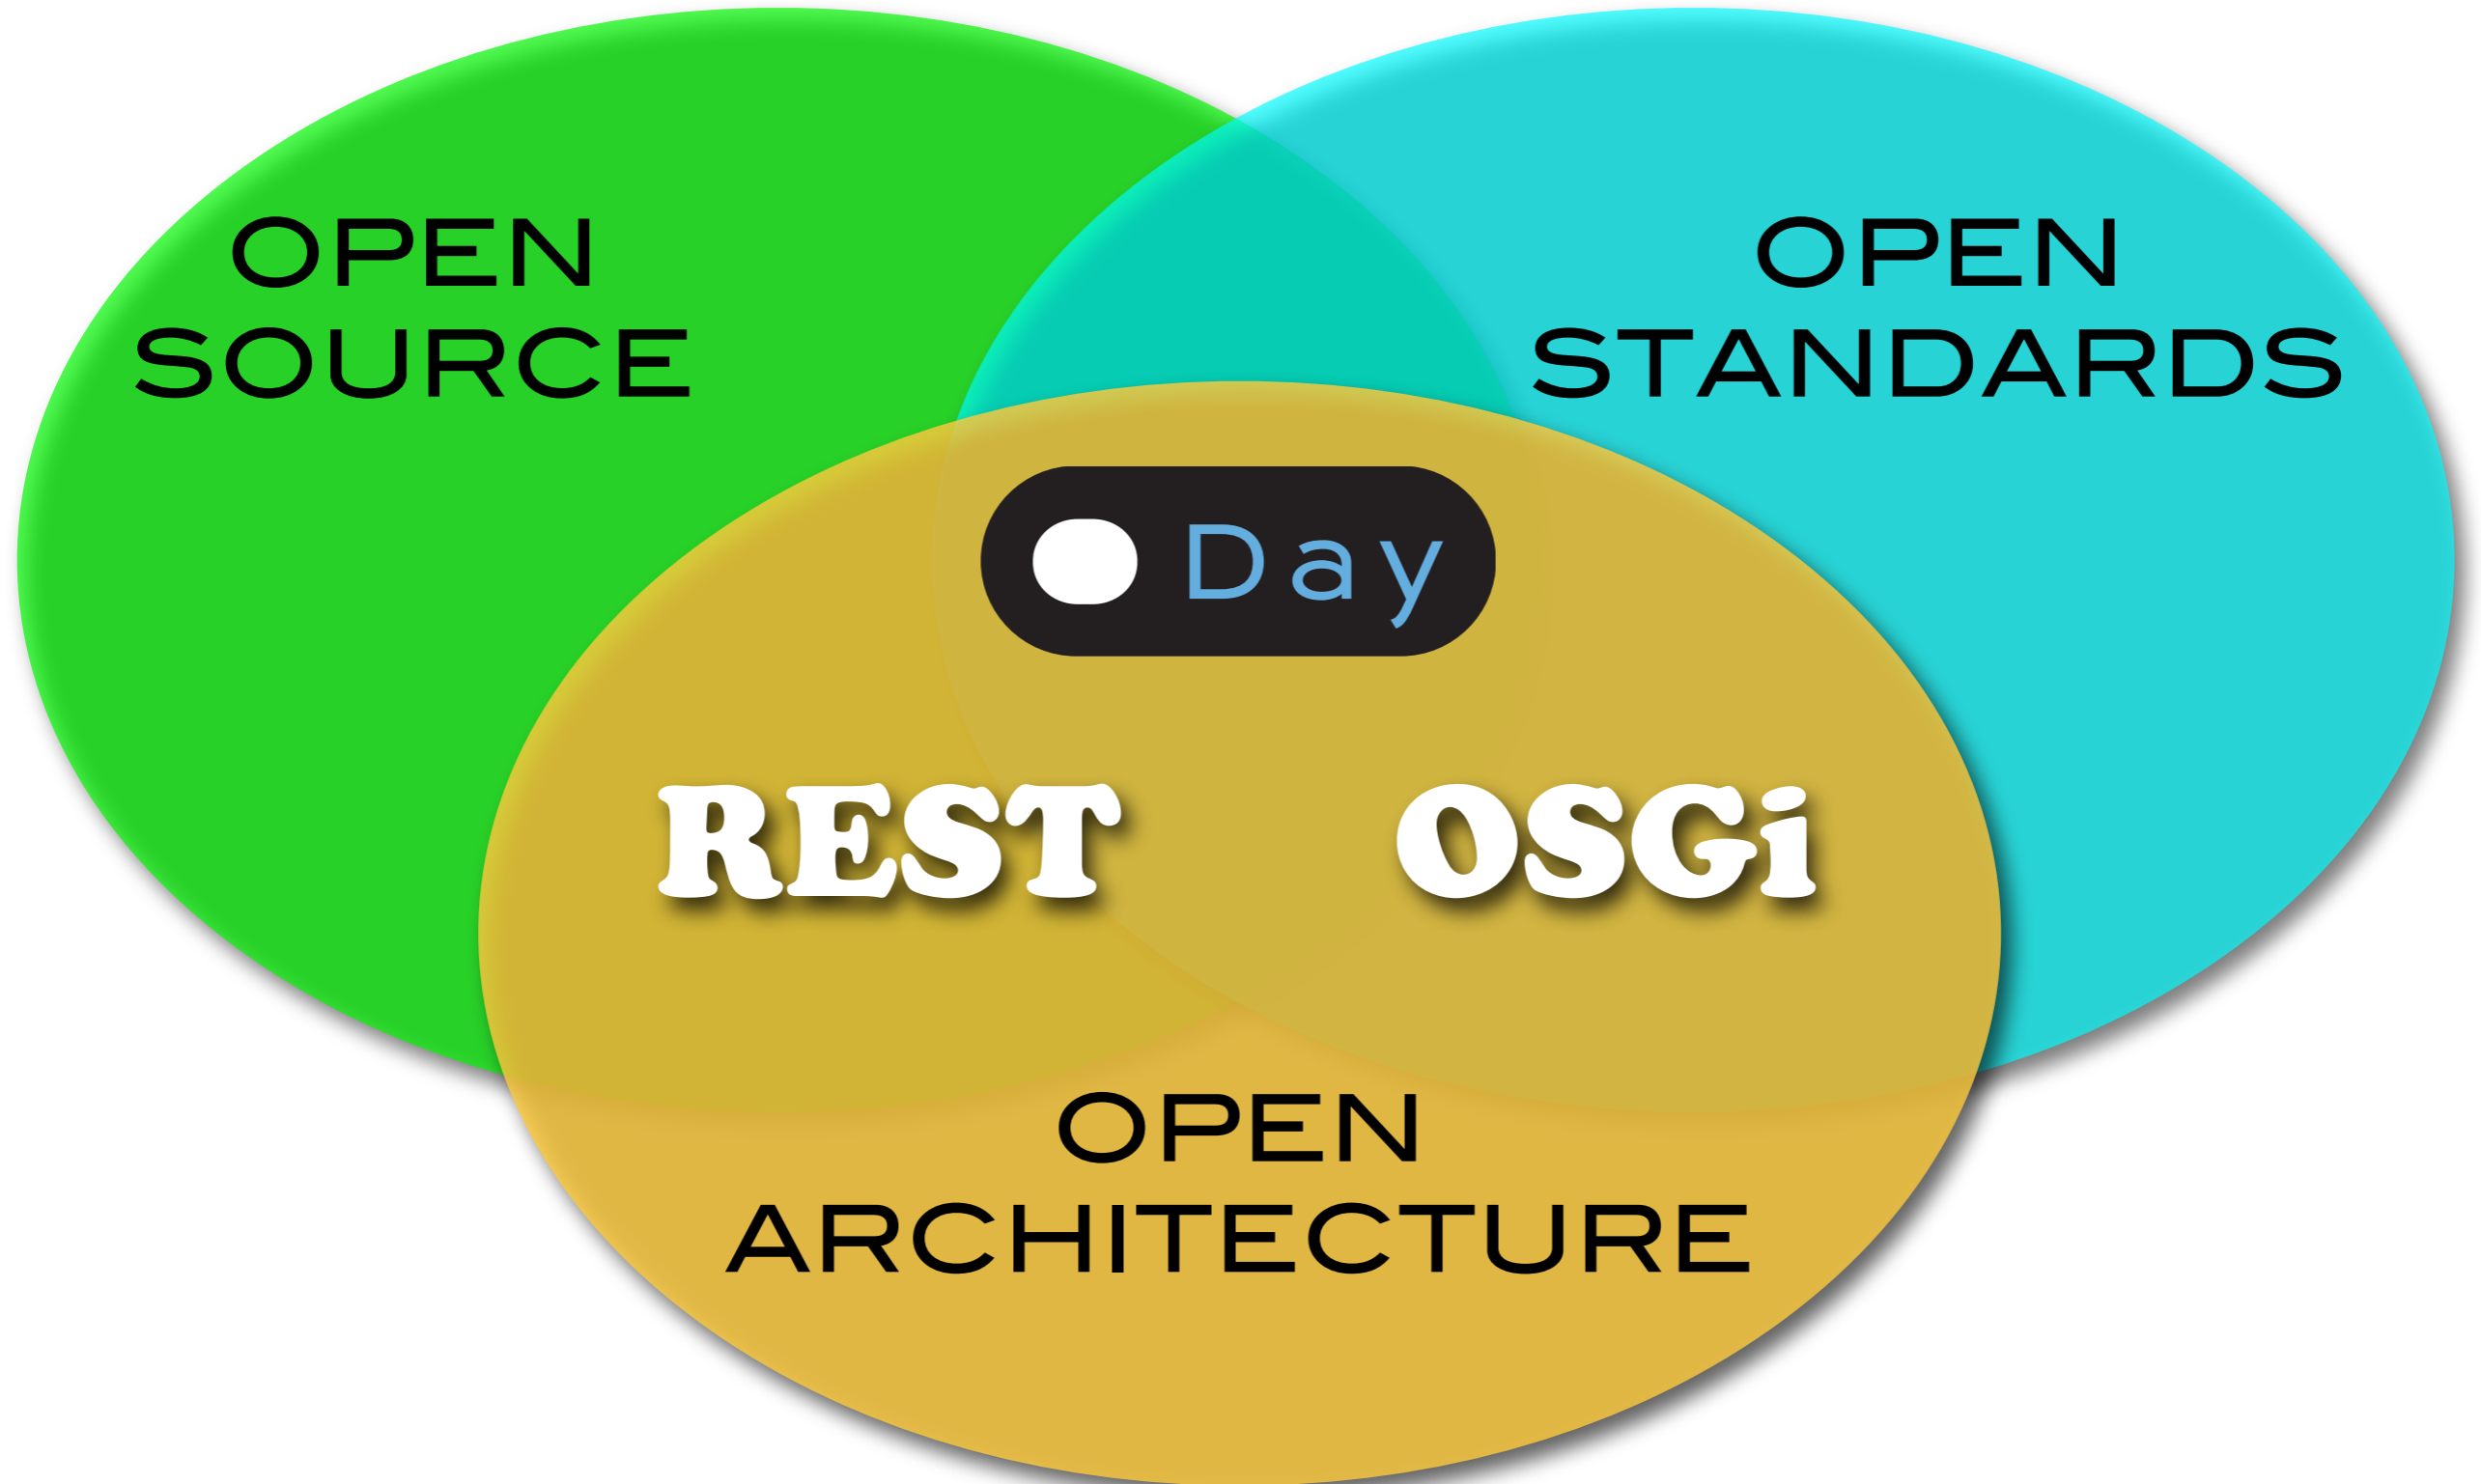 OPEN
SOURCE
OPEN
STANDARDS
Day
REST
OSGi
OPEN
ARCHITECTURE